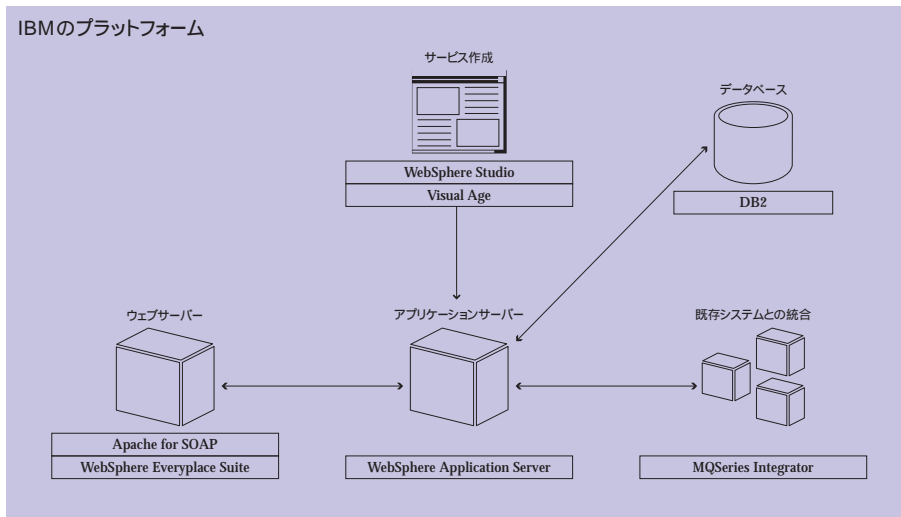 IBMのプラットフォーム
サービス作成
WebSphere Studio
Visual Age
データベース
DB2
ウェブサーバー
Apache for SOAP
WebSphere Everyplace Suite
アプリケーションサーバー
WebSphere Application Server
既存システムとの統合
MQSeries Integrator